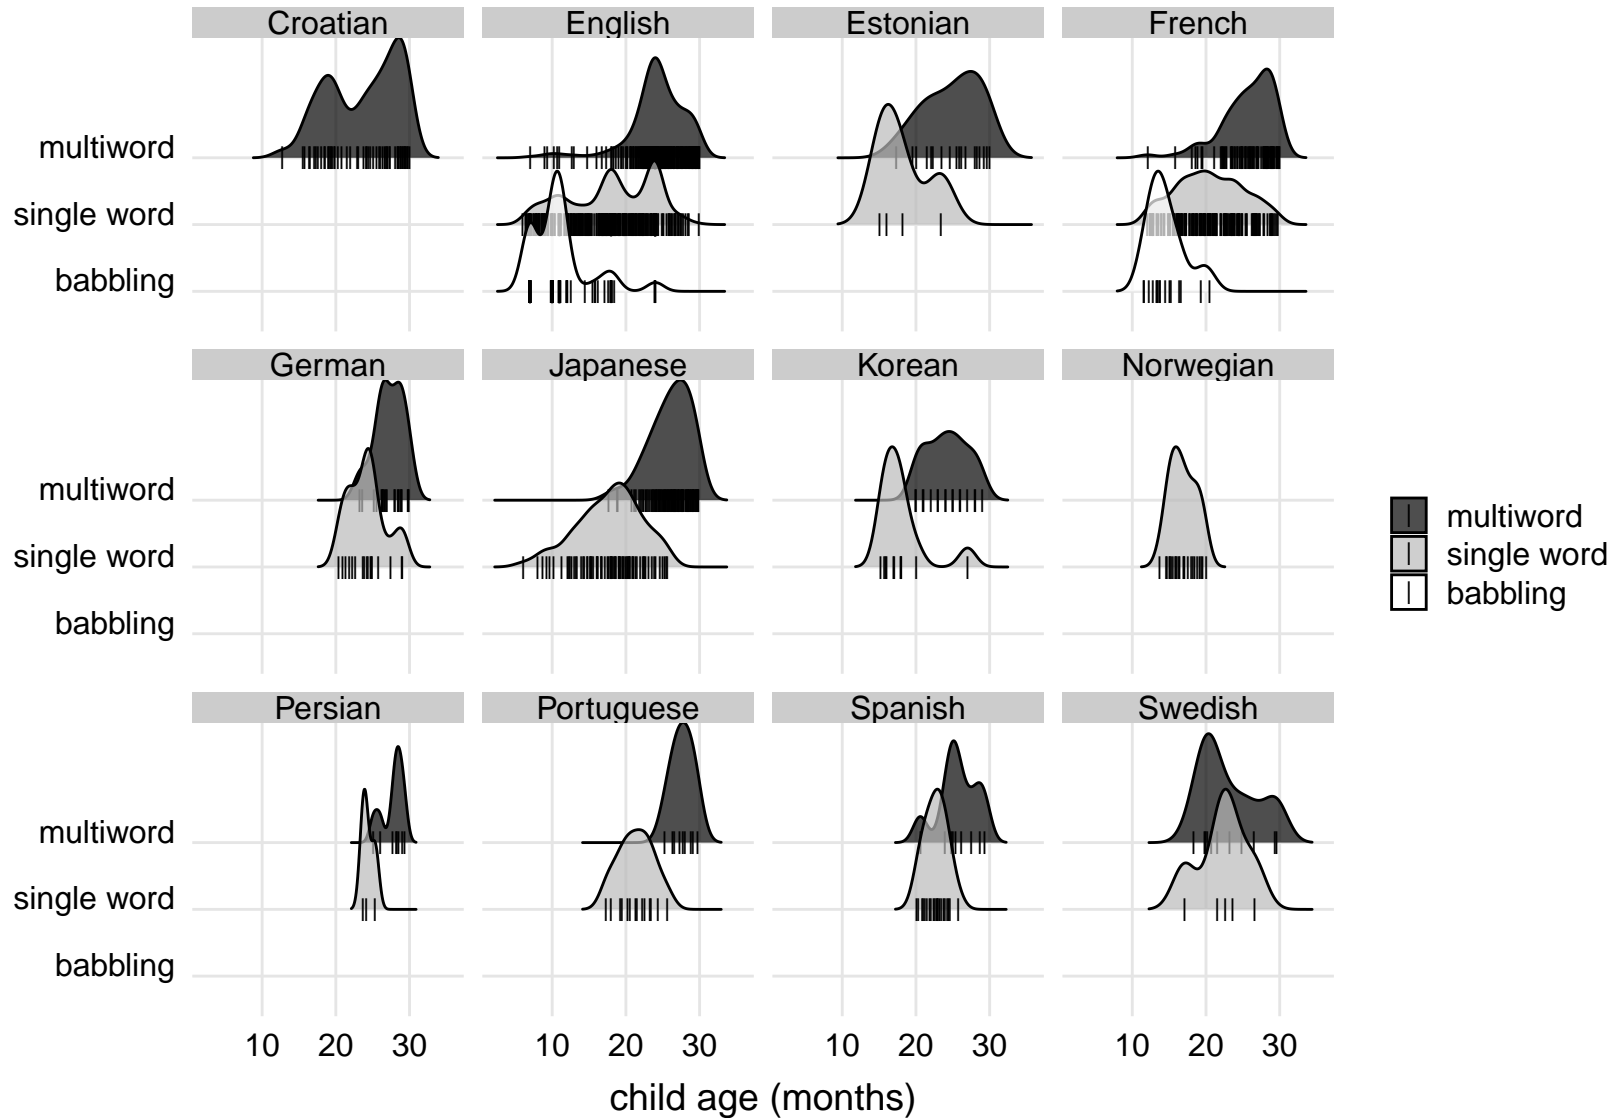 Croatian English Estonian French
multiword
single word
babbling
German Japanese Korean Norwegian
multiword
single word
babbling
multiword
single word
babbling
Persian Portuguese Spanish Swedish
multiword
single word
babbling
10 20 30 10 20 30 10 20 30 10 20 30
child age (months)